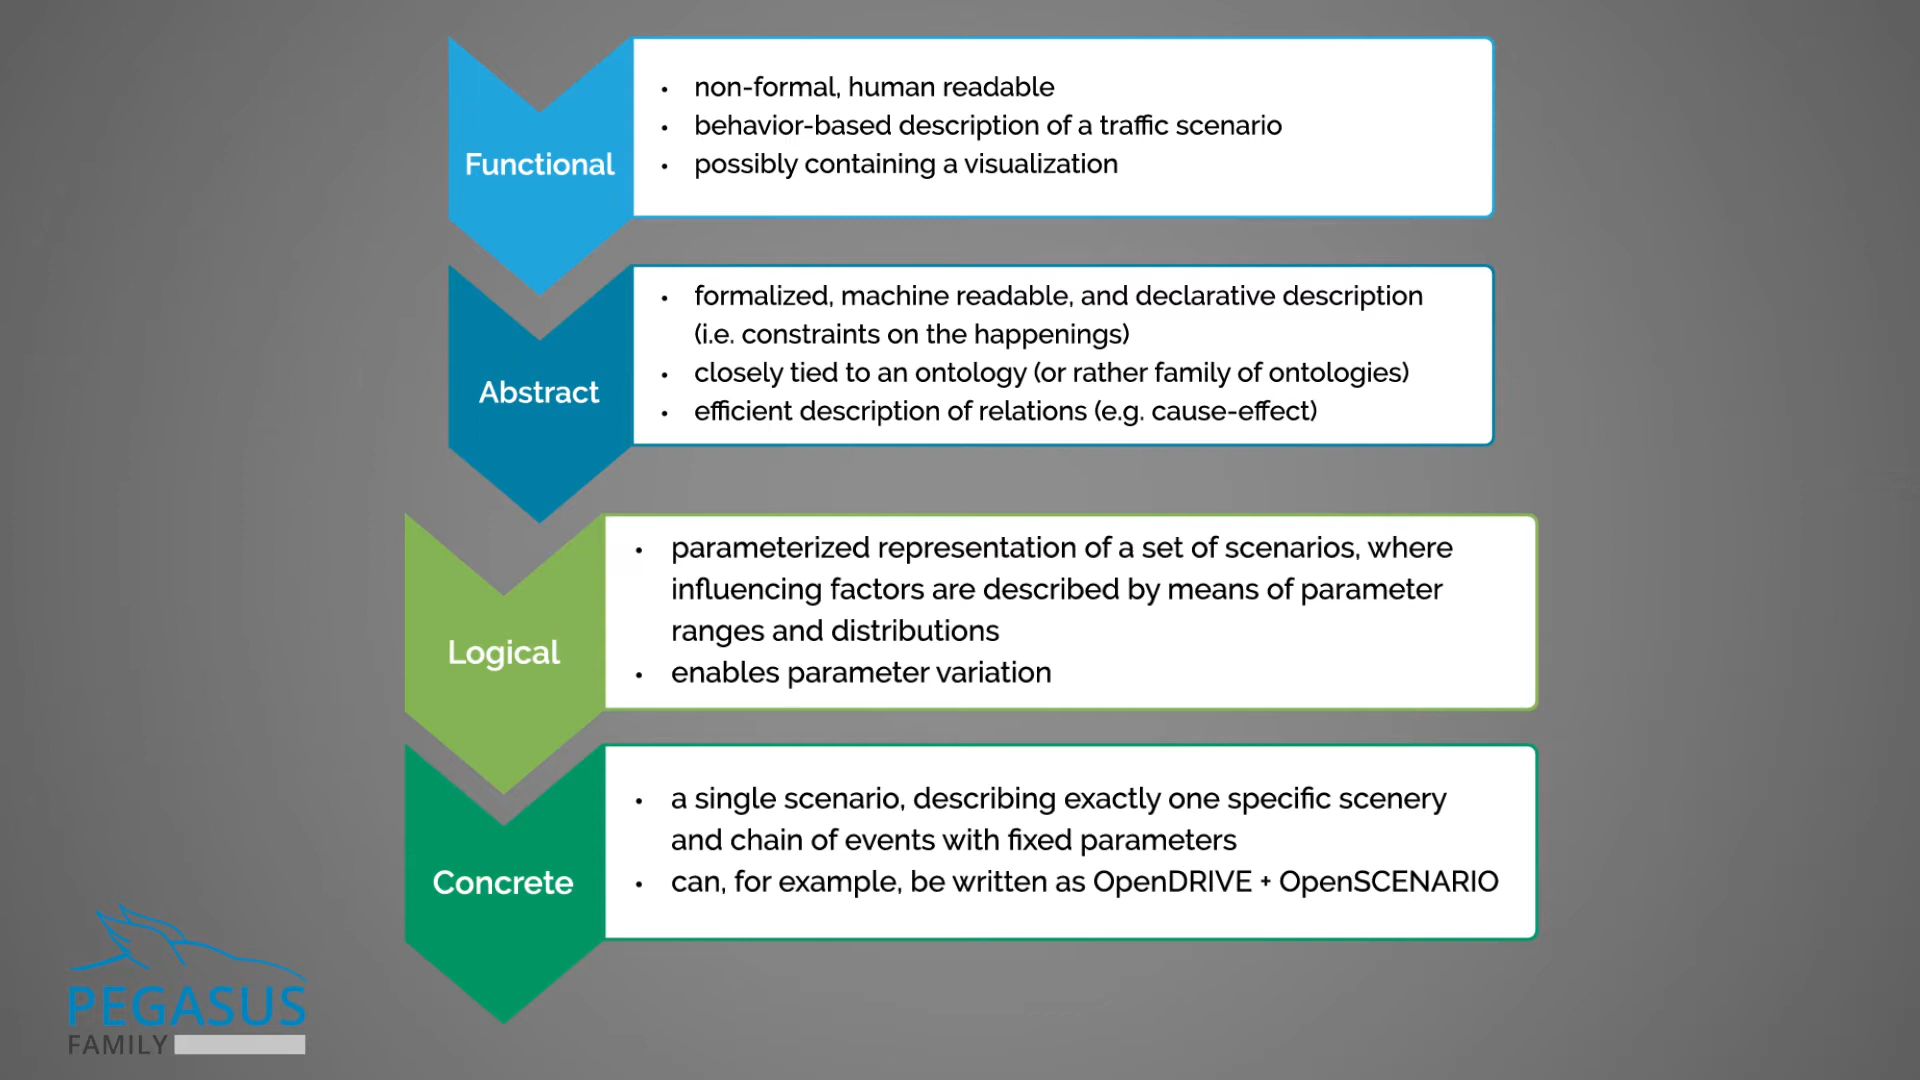 Functional
• non-formal, human readable
• behavior-based description of a traffic scenario
• possibly containing a visualization
Abstract
• formalized, machine readable, and declarative description
(i.e. constraints on the happenings)
• closely tied to an ontology (or rather family of ontologies)
• efficient description of relations (e.g. cause-effect)
Logical
• parameterized representation of a set of scenarios, where
influencing factors are described by means of parameter
ranges and distributions
• enables parameter variation
Concrete
• a single scenario, describing exactly one specific scenery
and chain of events with fixed parameters
• can, for example, be written as OpenDRIVE + OpenSCENARIO
PEGASUS
FAMILY